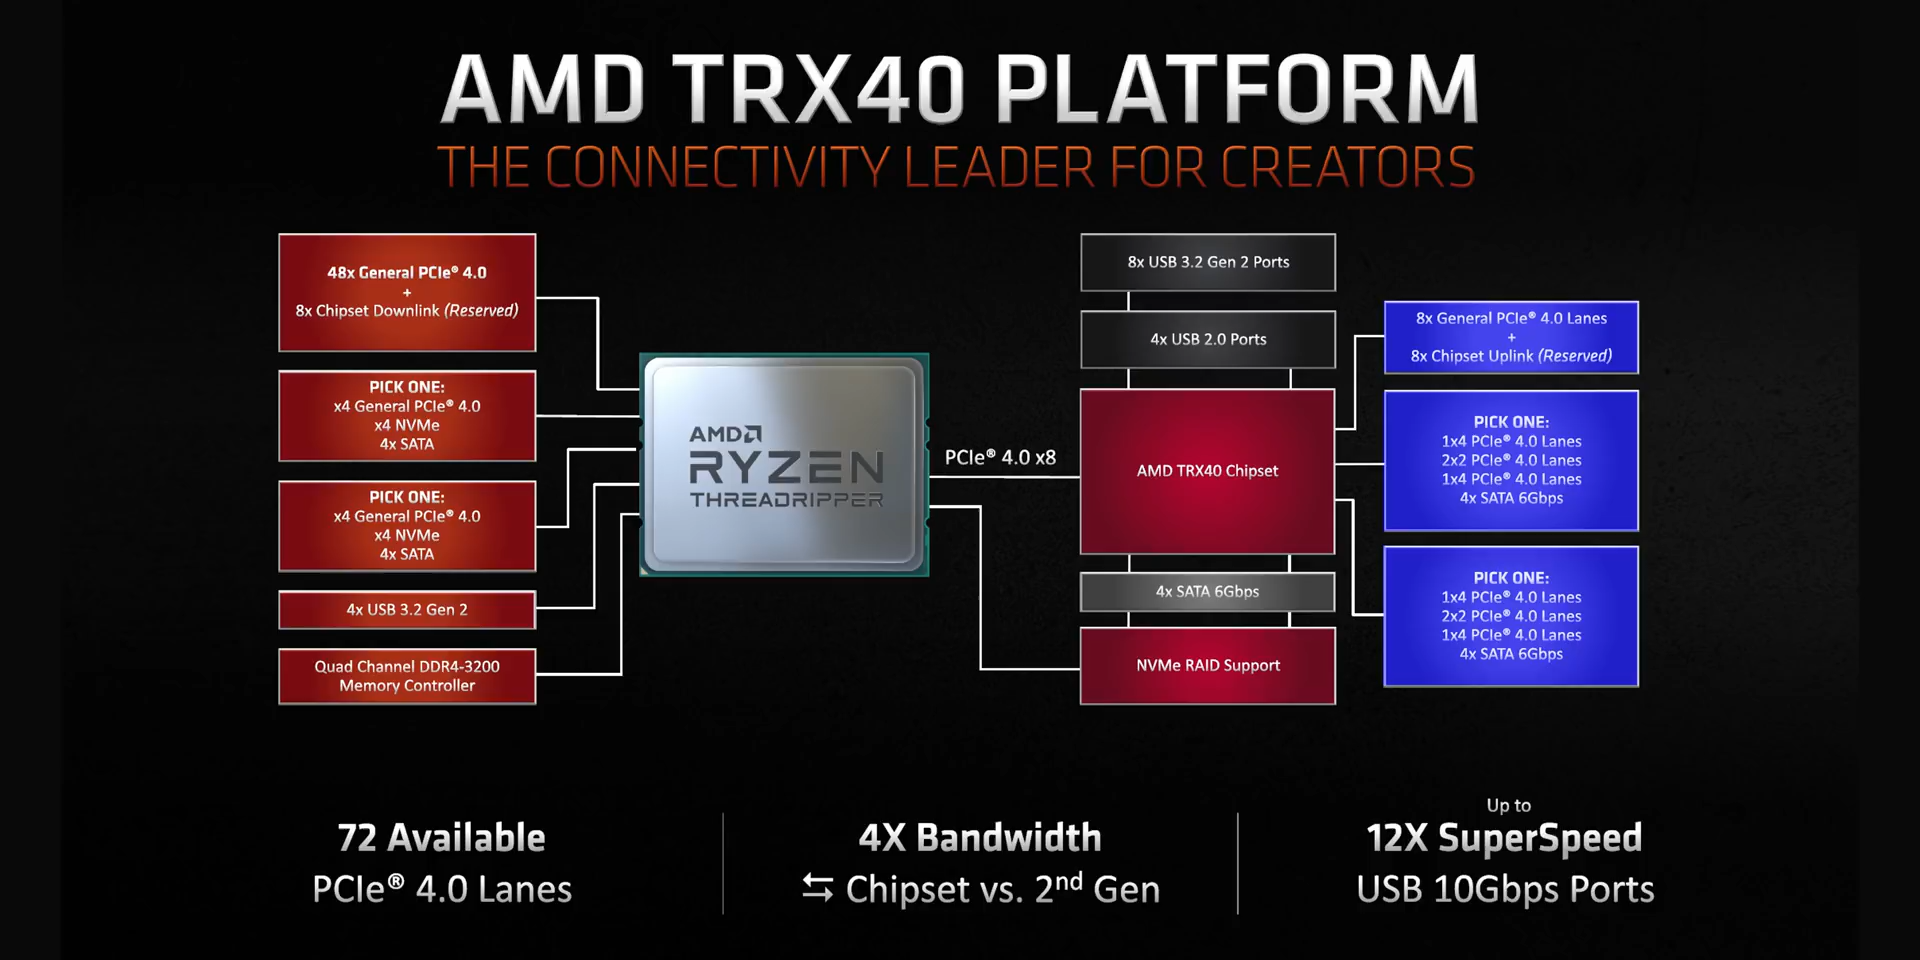 AMD TRX40 PLATFORM
THE CONNECTIVITY LEADER FOR CREATORS
48x General PCIe® 4.0
+
8x Chipset Downlink (Reserved)
PICK ONE:
x4 General PCIe® 4.0
x4 NVMe
4x SATA
PICK ONE:
x4 General PCIe® 4.0
x4 NVMe
4x SATA
4x USB 3.2 Gen 2
Quad Channel DDR4-3200
Memory Controller
AMD
RYZEN
THREADRIPPER
PCIe® 4.0 x8
8x USB 3.2 Gen 2 Ports
4x USB 2.0 Ports
AMD TRX40 Chipset
4x SATA 6Gbps
NVMe RAID Support
8x General PCIe® 4.0 Lanes
+
8x Chipset Uplink (Reserved)
PICK ONE:
1x4 PCIe® 4.0 Lanes
2x2 PCIe® 4.0 Lanes
1x4 PCIe® 4.0 Lanes
4x SATA 6Gbps
PICK ONE:
1x4 PCIe® 4.0 Lanes
2x2 PCIe® 4.0 Lanes
1x4 PCIe® 4.0 Lanes
4x SATA 6Gbps
72 Available
PCIe® 4.0 Lanes
4X Bandwidth
⇆ Chipset vs. 2nd Gen
Up to
12X SuperSpeed
USB 10Gbps Ports